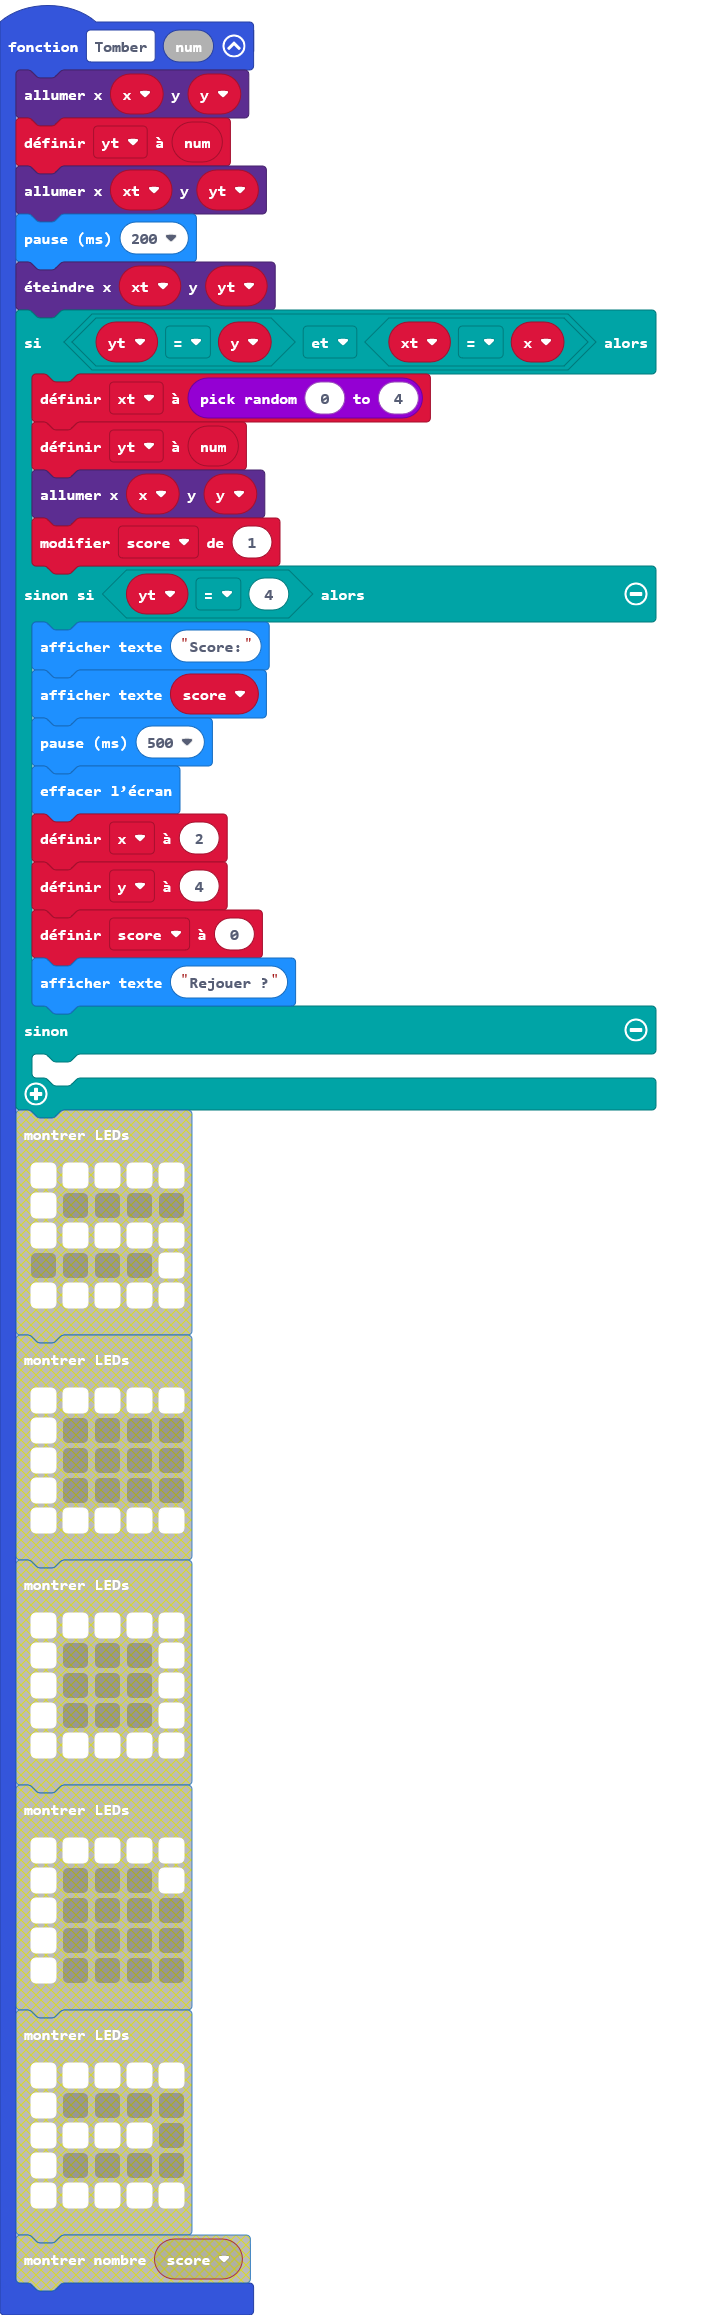 fonction Tomber num
allumer x x y y
définir yt à num
allumer x xt y yt
pause (ms) 200
éteindre x xt y yt
si yt = y et xt = x alors
définir xt à pick random 0 to 4
définir yt à num
allumer x x y y
modifier score de 1
sinon si yt = 4 alors
afficher texte "Score:"
afficher texte score
pause (ms) 500
effacer l'écran
définir x à 2
définir y à 4
définir score à 0
afficher texte "Rejouer ?"
sinon
montrer LEDs
montrer LEDs
montrer LEDs
montrer LEDs
montrer LEDs
montrer nombre score